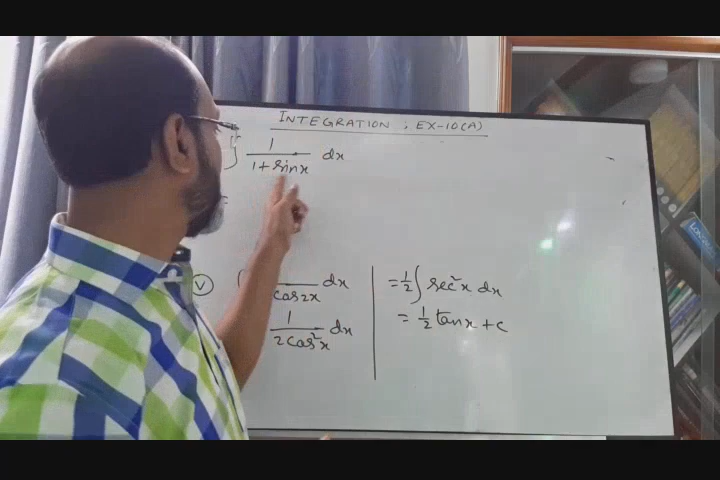 INTEGRATION, EX-10(A)
∫ 1/(1+sinx) dx
(V) ∫ /cos2x dx
1/(2cos²x) dx
= 1/2 ∫ sec²x dx
= 1/2 tanx + c